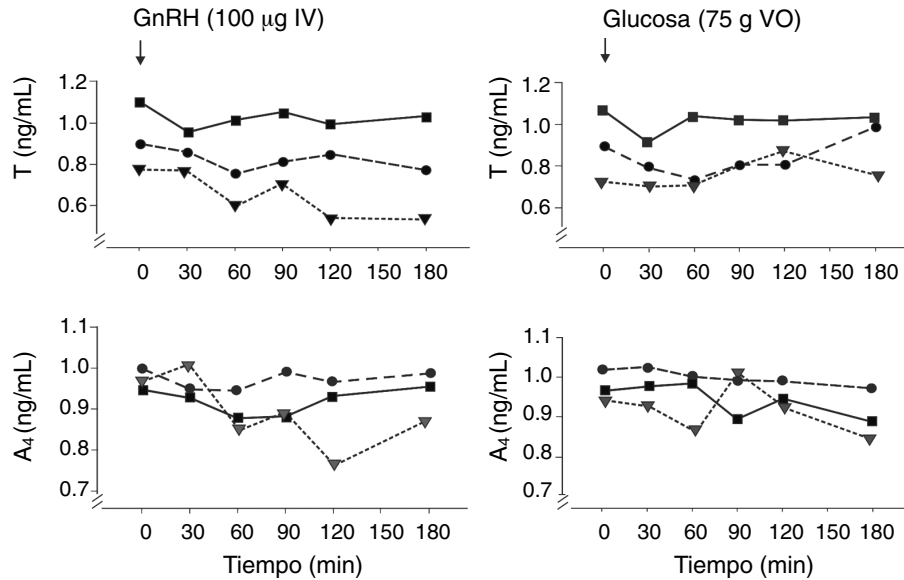 GnRH (100 µg IV)
T (ng/mL)
1.2
1.0
0.8
0.6
0 30 60 90 120 150 180
Glucosa (75 g VO)
T (ng/mL)
1.2
1.0
0.8
0.6
0 30 60 90 120 150 180
A4 (ng/mL)
1.1
1.0
0.9
0.8
0.7
0 30 60 90 120 150 180
Tiempo (min)
A4 (ng/mL)
1.1
1.0
0.9
0.8
0.7
0 30 60 90 120 150 180
Tiempo (min)